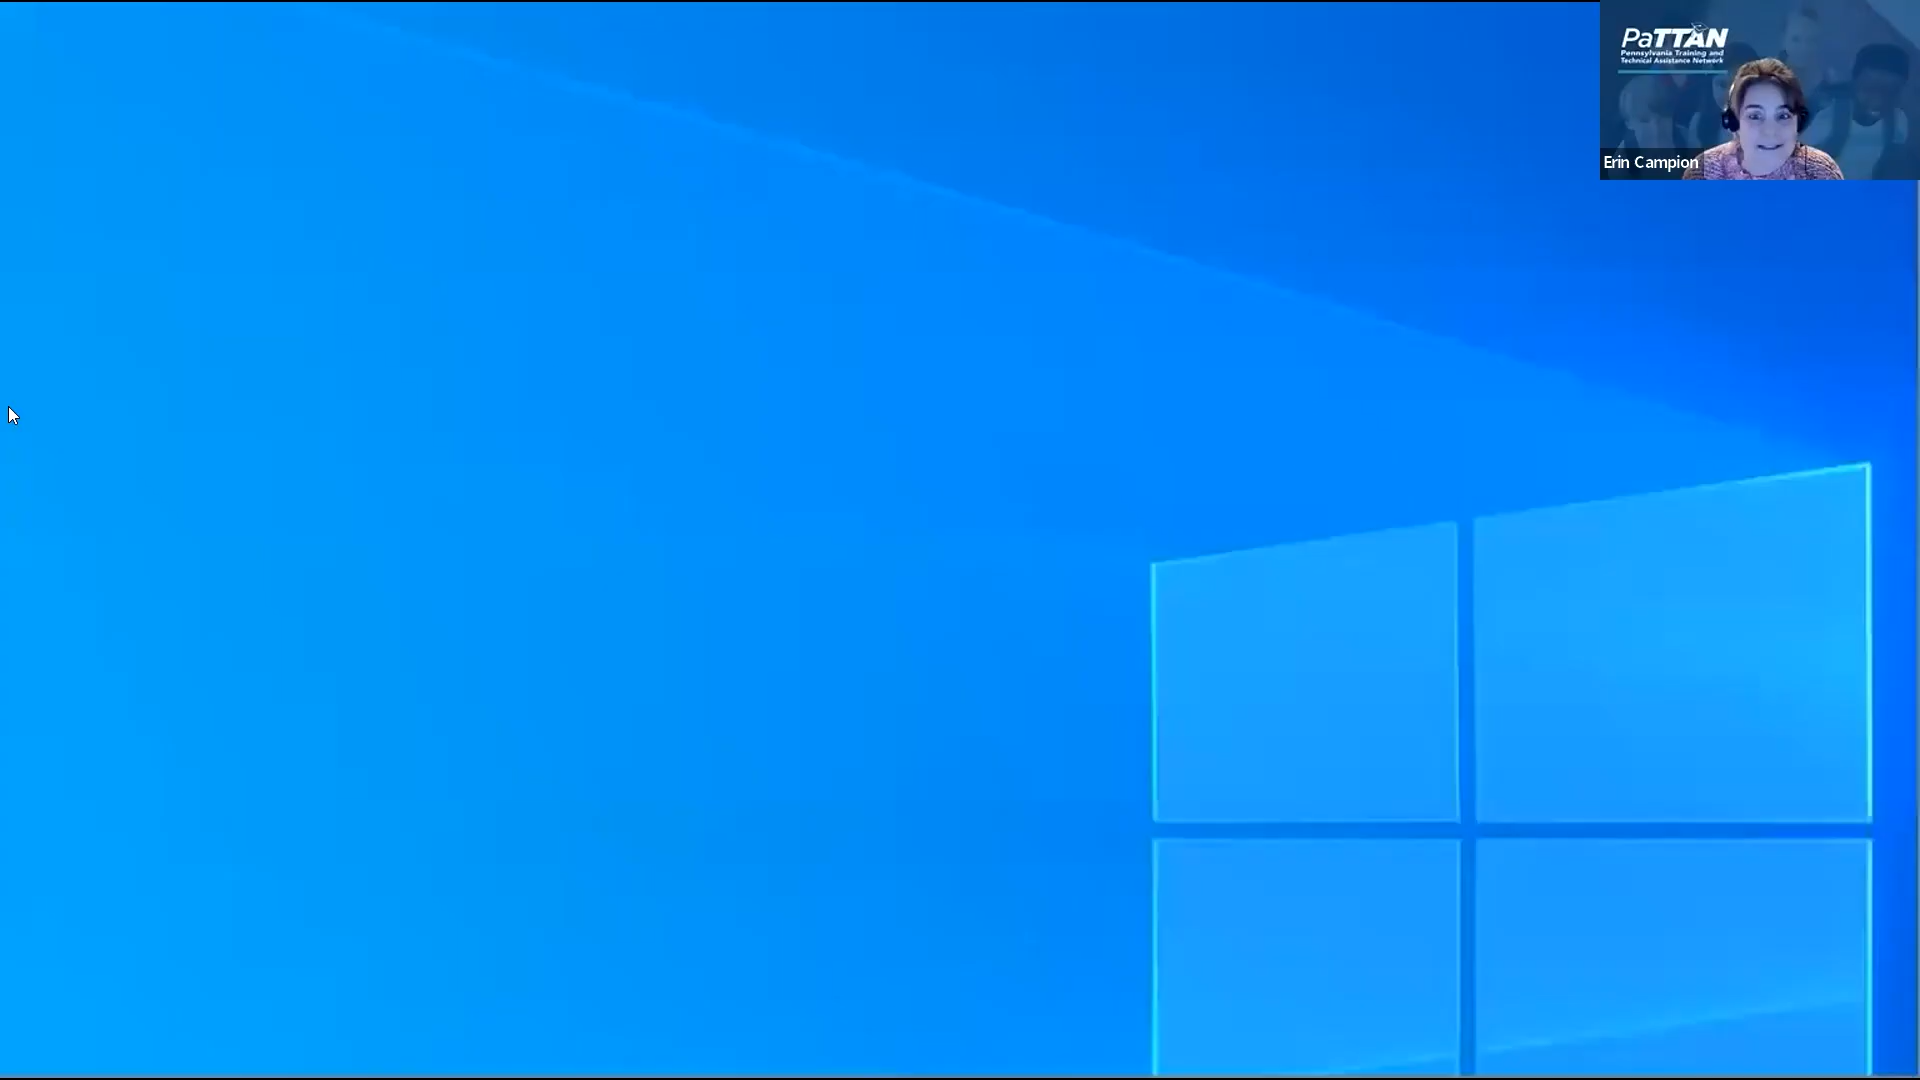 PaTTAN
Pennsylvania Training and
Technical Assistance Network
Erin Campion